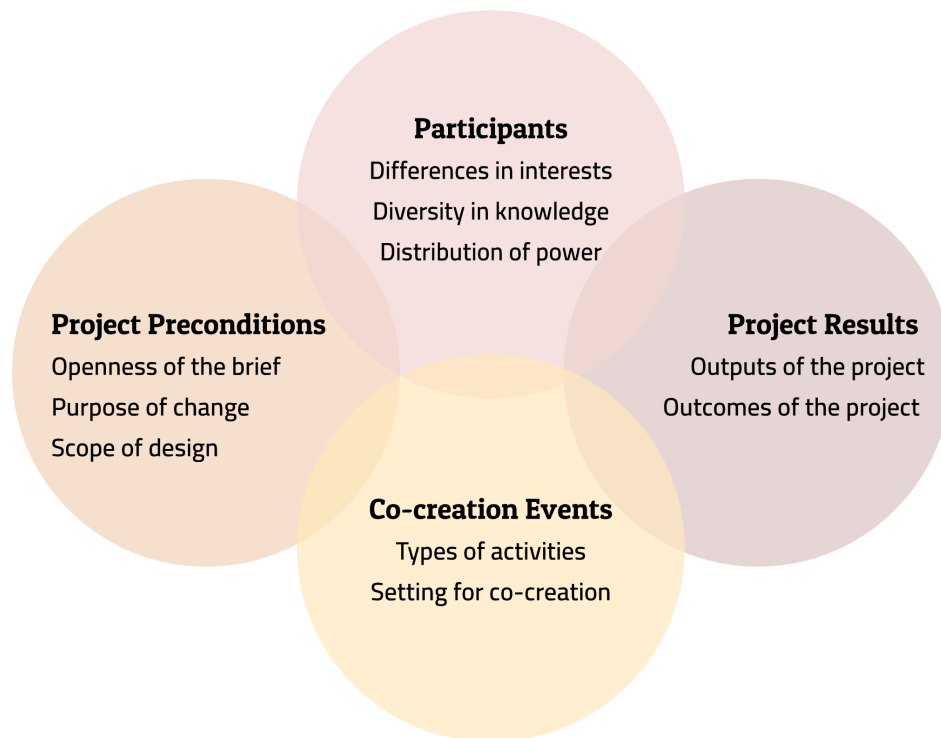 Participants
Differences in interests
Diversity in knowledge
Distribution of power
Project Preconditions
Openness of the brief
Purpose of change
Scope of design
Project Results
Outputs of the project
Outcomes of the project
Co-creation Events
Types of activities
Setting for co-creation